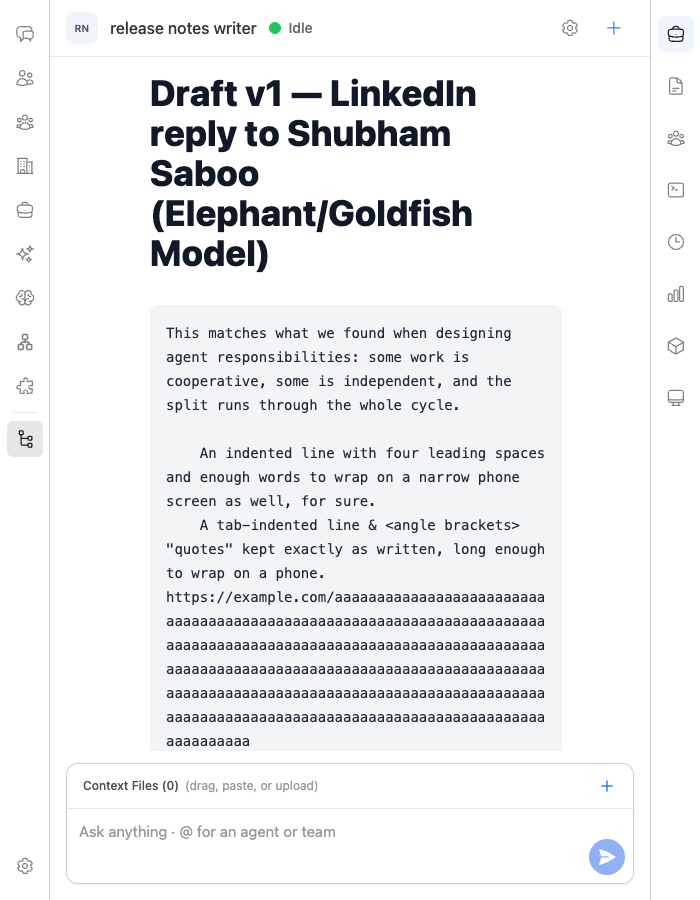 RN release notes writer Idle
Draft v1 — LinkedIn
reply to Shubham
Saboo
(Elephant/Goldfish
Model)
This matches what we found when designing
agent responsibilities: some work is
cooperative, some is independent, and the
split runs through the whole cycle.
    An indented line with four leading spaces
and enough words to wrap on a narrow phone
screen as well, for sure.
    A tab-indented line & <angle brackets>
"quotes" kept exactly as written, long enough
to wrap on a phone.
https://example.com/aaaaaaaaaaaaaaaaaaaaaaaaa
aaaaaaaaaaaaaaaaaaaaaaaaaaaaaaaaaaaaaaaaaaaaa
aaaaaaaaaaaaaaaaaaaaaaaaaaaaaaaaaaaaaaaaaaaaa
aaaaaaaaaaaaaaaaaaaaaaaaaaaaaaaaaaaaaaaaaaaaa
aaaaaaaaaaaaaaaaaaaaaaaaaaaaaaaaaaaaaaaaaaaaa
aaaaaaaaaaaaaaaaaaaaaaaaaaaaaaaaaaaaaaaaaaaaa
aaaaaaaaaa
Context Files (0) (drag, paste, or upload)
Ask anything · @ for an agent or team